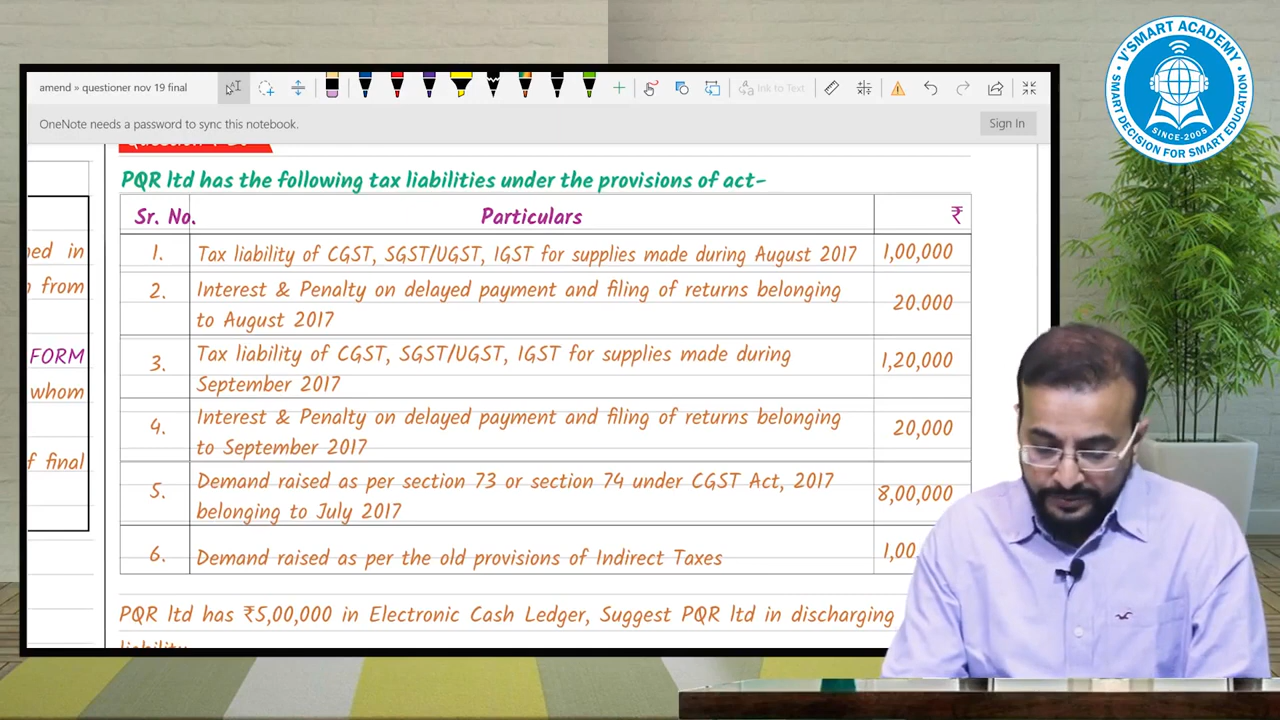 amend » questioner nov 19 final
Ink to Text
OneNote needs a password to sync this notebook.
Sign In
PQR ltd has the following tax liabilities under the provisions of act-
Sr. No. Particulars ₹
1. Tax liability of CGST, SGST/UGST, IGST for supplies made during August 2017 1,00,000
2. Interest & Penalty on delayed payment and filing of returns belonging
to August 2017 20.000
3. Tax liability of CGST, SGST/UGST, IGST for supplies made during
September 2017 1,20,000
4. Interest & Penalty on delayed payment and filing of returns belonging
to September 2017 20,000
5. Demand raised as per section 73 or section 74 under CGST Act, 2017
belonging to July 2017 8,00,000
6. Demand raised as per the old provisions of Indirect Taxes 1,00,
PQR ltd has ₹5,00,000 in Electronic Cash Ledger, Suggest PQR ltd in discharging
in
from
FORM
whom
final
V'SMART ACADEMY
SMART DECISION FOR SMART EDUCATION
SINCE-2005